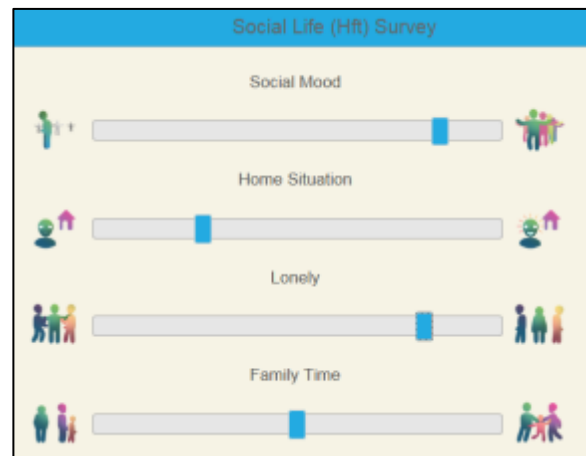 Social Life (Hft) Survey
Social Mood
Home Situation
Lonely
Family Time